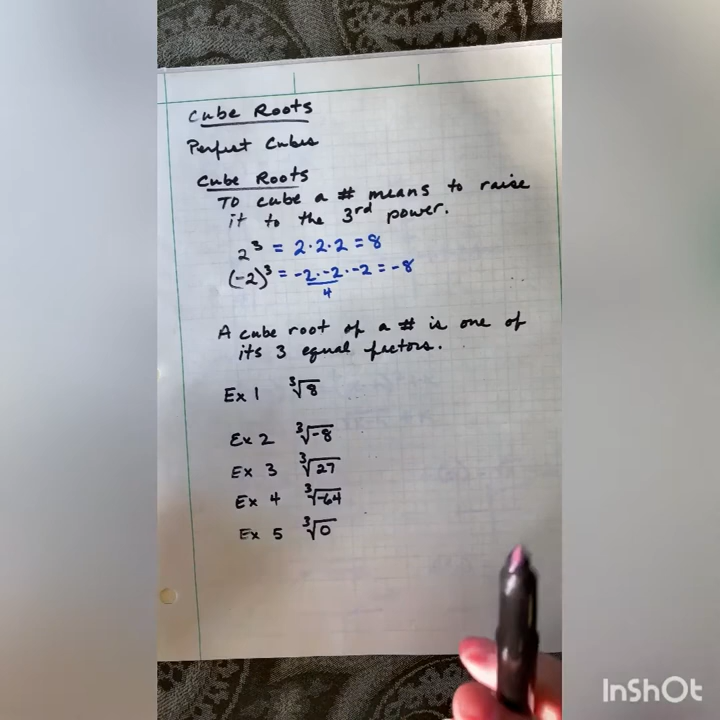 Cube Roots
Perfect Cubes
Cube Roots
To cube a # means to raise
it to the 3rd power.
2³ = 2·2·2 = 8
(-2)³ = -2·-2·-2 = -8
4
A cube root of a # is one of
its 3 equal factors.
Ex 1 ∛8
Ex 2 ∛-8
Ex 3 ∛27
Ex 4 ∛-64
Ex 5 ∛0
InShOt